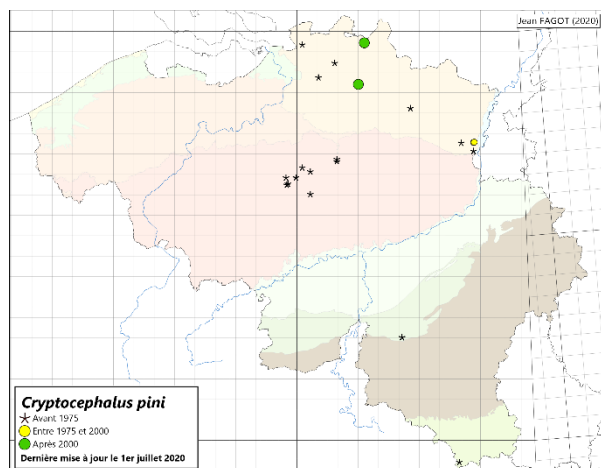 Jean FAGOT (2020)
Cryptocephalus pini
Avant 1975
Entre 1975 et 2000
Après 2000
Dernière mise à jour le 1er juillet 2020